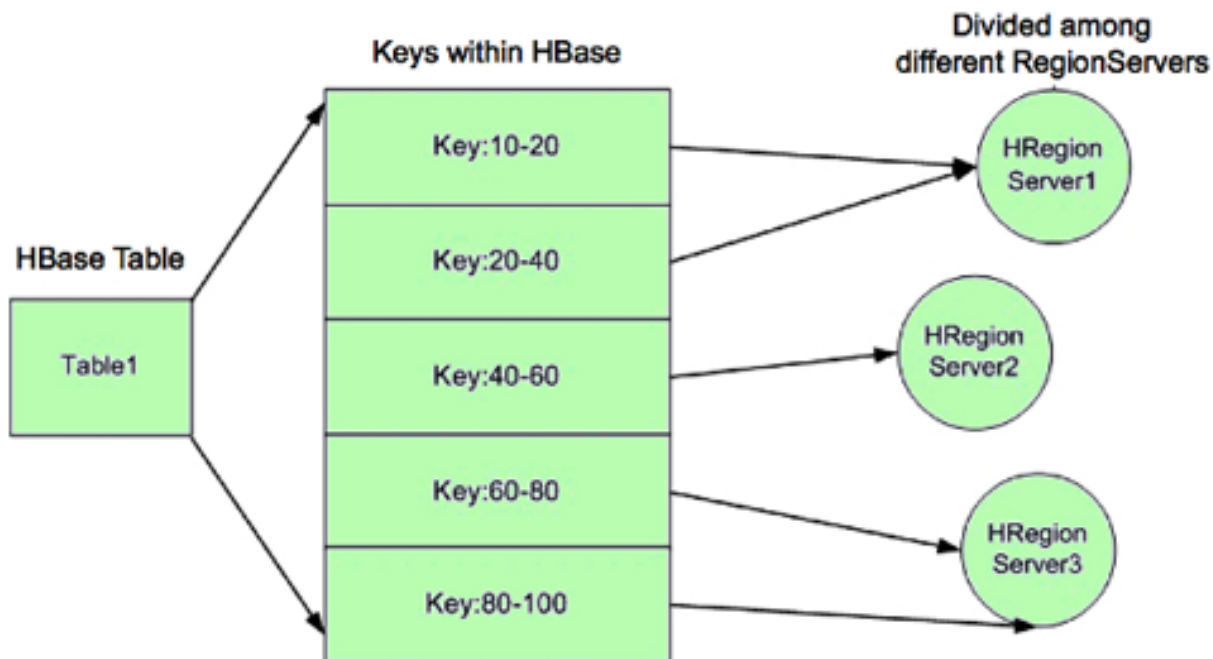 Divided among
different RegionServers
Keys within HBase
HBase Table
Table1
Key:10-20
Key:20-40
Key:40-60
Key:60-80
Key:80-100
HRegion
Server1
HRegion
Server2
HRegion
Server3